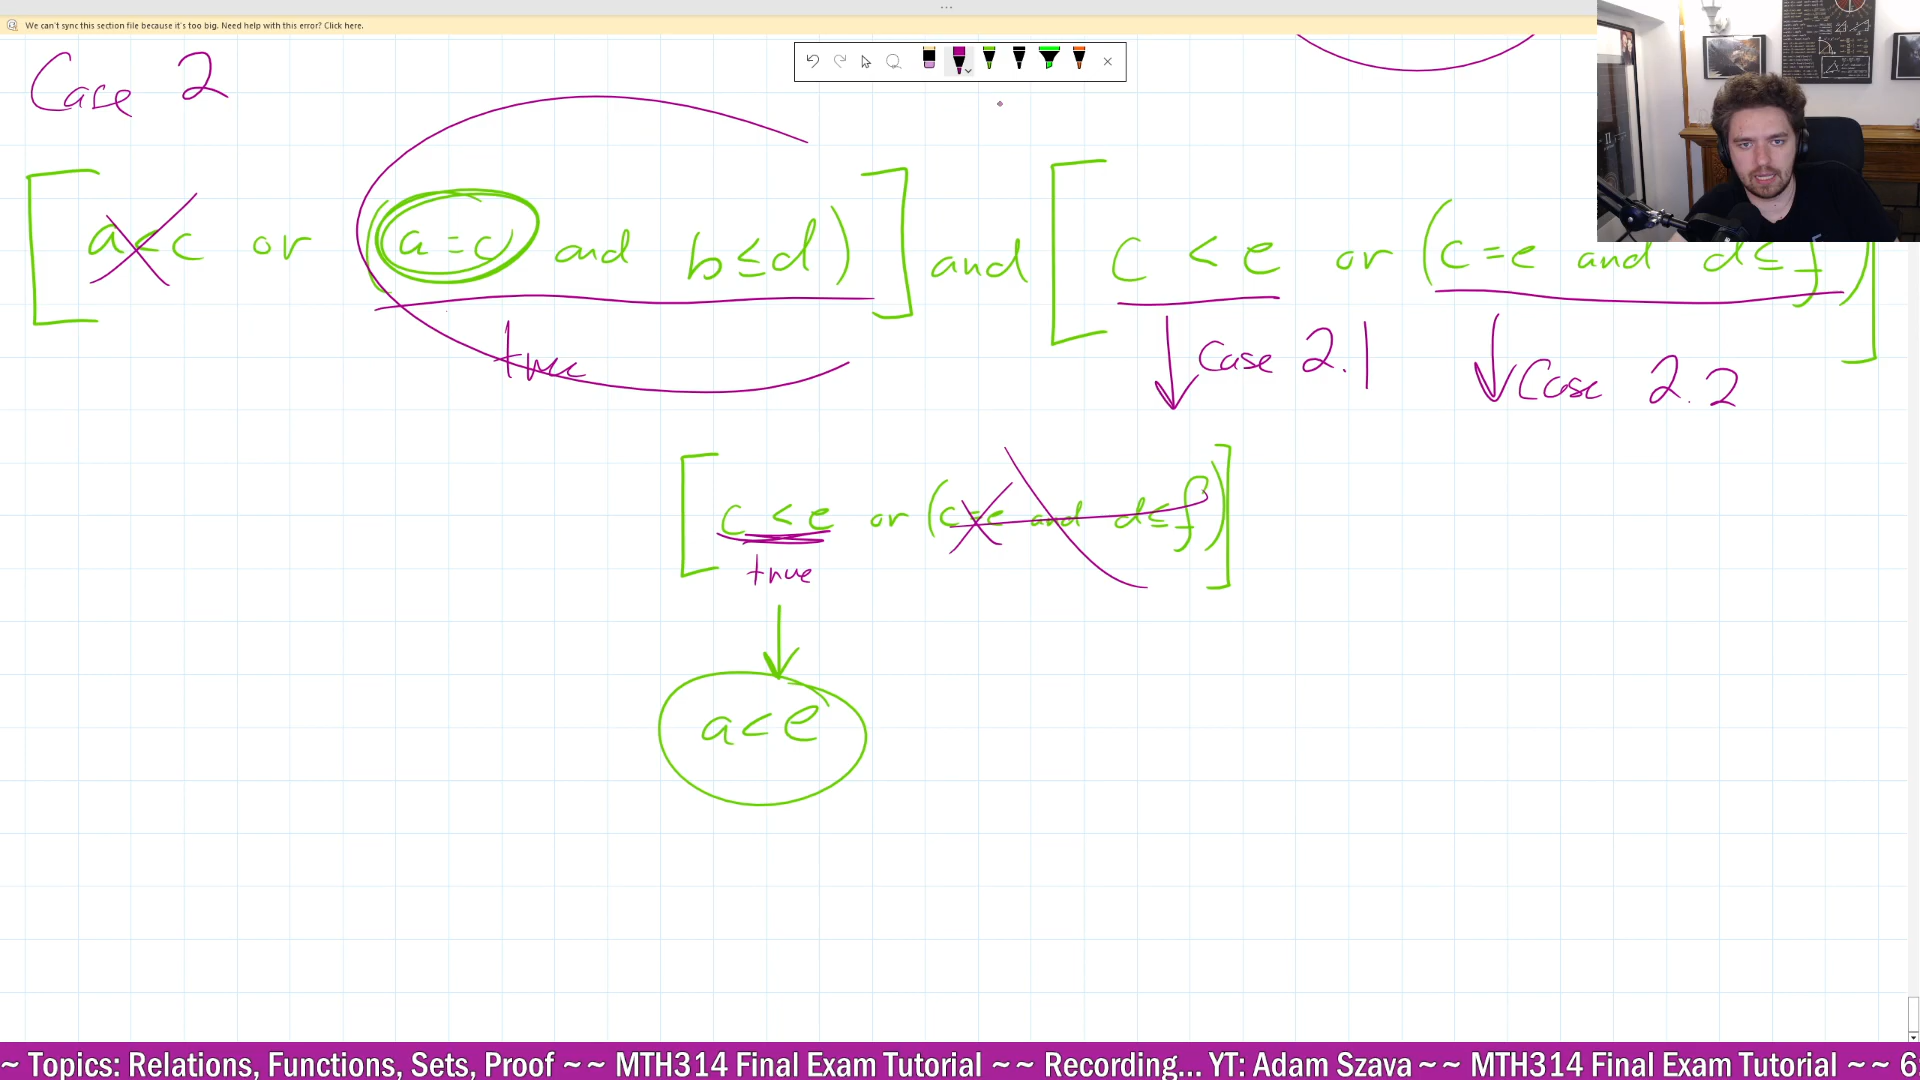 We can't sync this section file because it's too big. Need help with this error? Click here.
Case 2
[a<c or (a=c and b≤d)] and [c<e or (c=e and d≤f)]
true
Case 2.1
Case 2.2
[c<e or (c=e and d≤f)]
true
a<e
~ Topics: Relations, Functions, Sets, Proof ~~ MTH314 Final Exam Tutorial ~~ Recording... YT: Adam Szava ~~ MTH314 Final Exam Tutorial ~~ 6